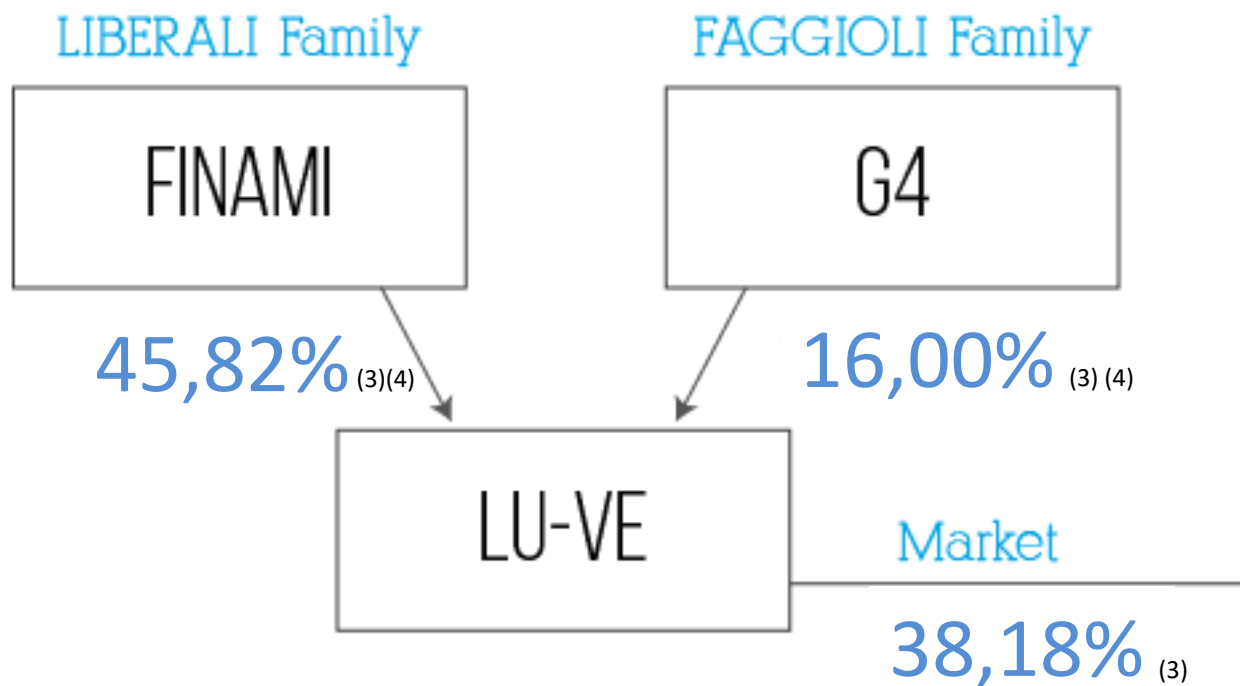 LIBERALI Family
FAGGIOLI Family
FINAMI
G4
45,82% (3)(4)
16,00% (3) (4)
LU-VE
Market
38,18% (3)